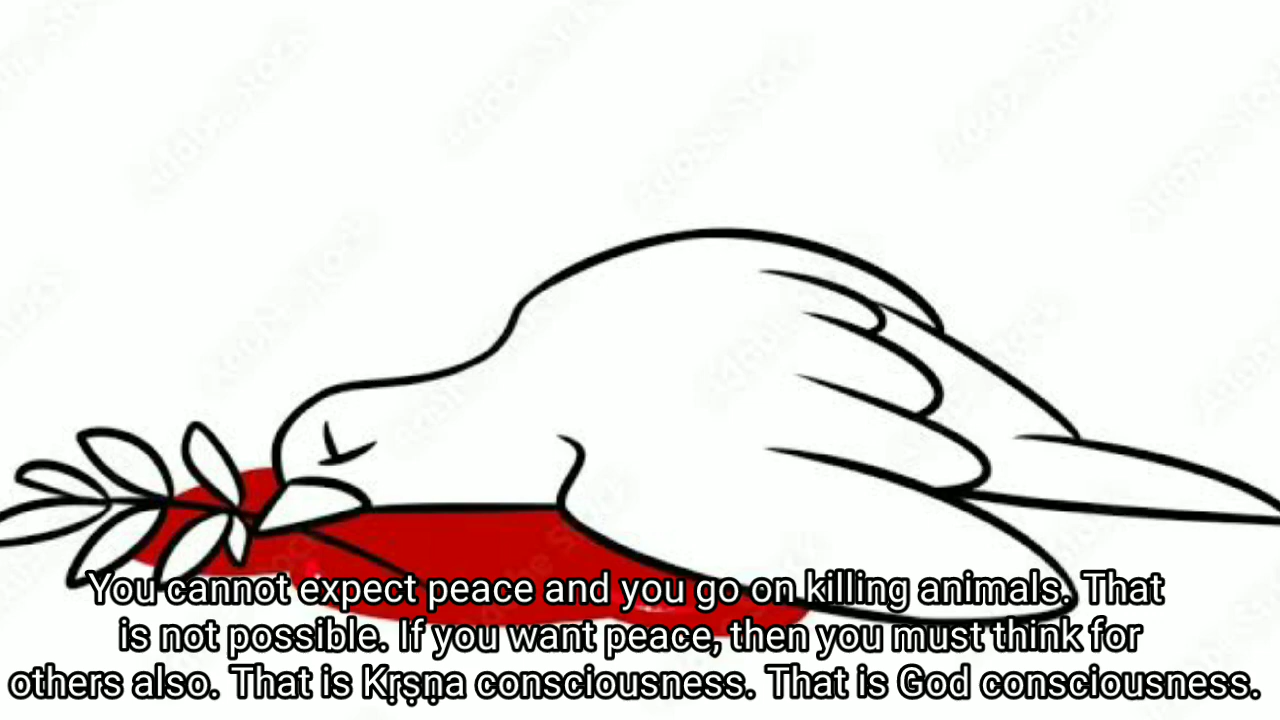 You cannot expect peace and you go on killing animals. That
is not possible. If you want peace, then you must think for
others also. That is Kṛṣṇa consciousness. That is God consciousness.